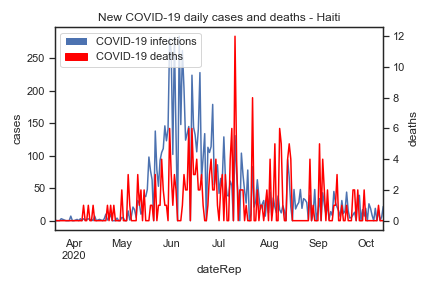 New COVID-19 daily cases and deaths - Haiti
COVID-19 infections
COVID-19 deaths
cases
250
200
150
100
50
0
deaths
12
10
8
6
4
2
0
Apr
2020
May
Jun
Jul
Aug
Sep
Oct
dateRep